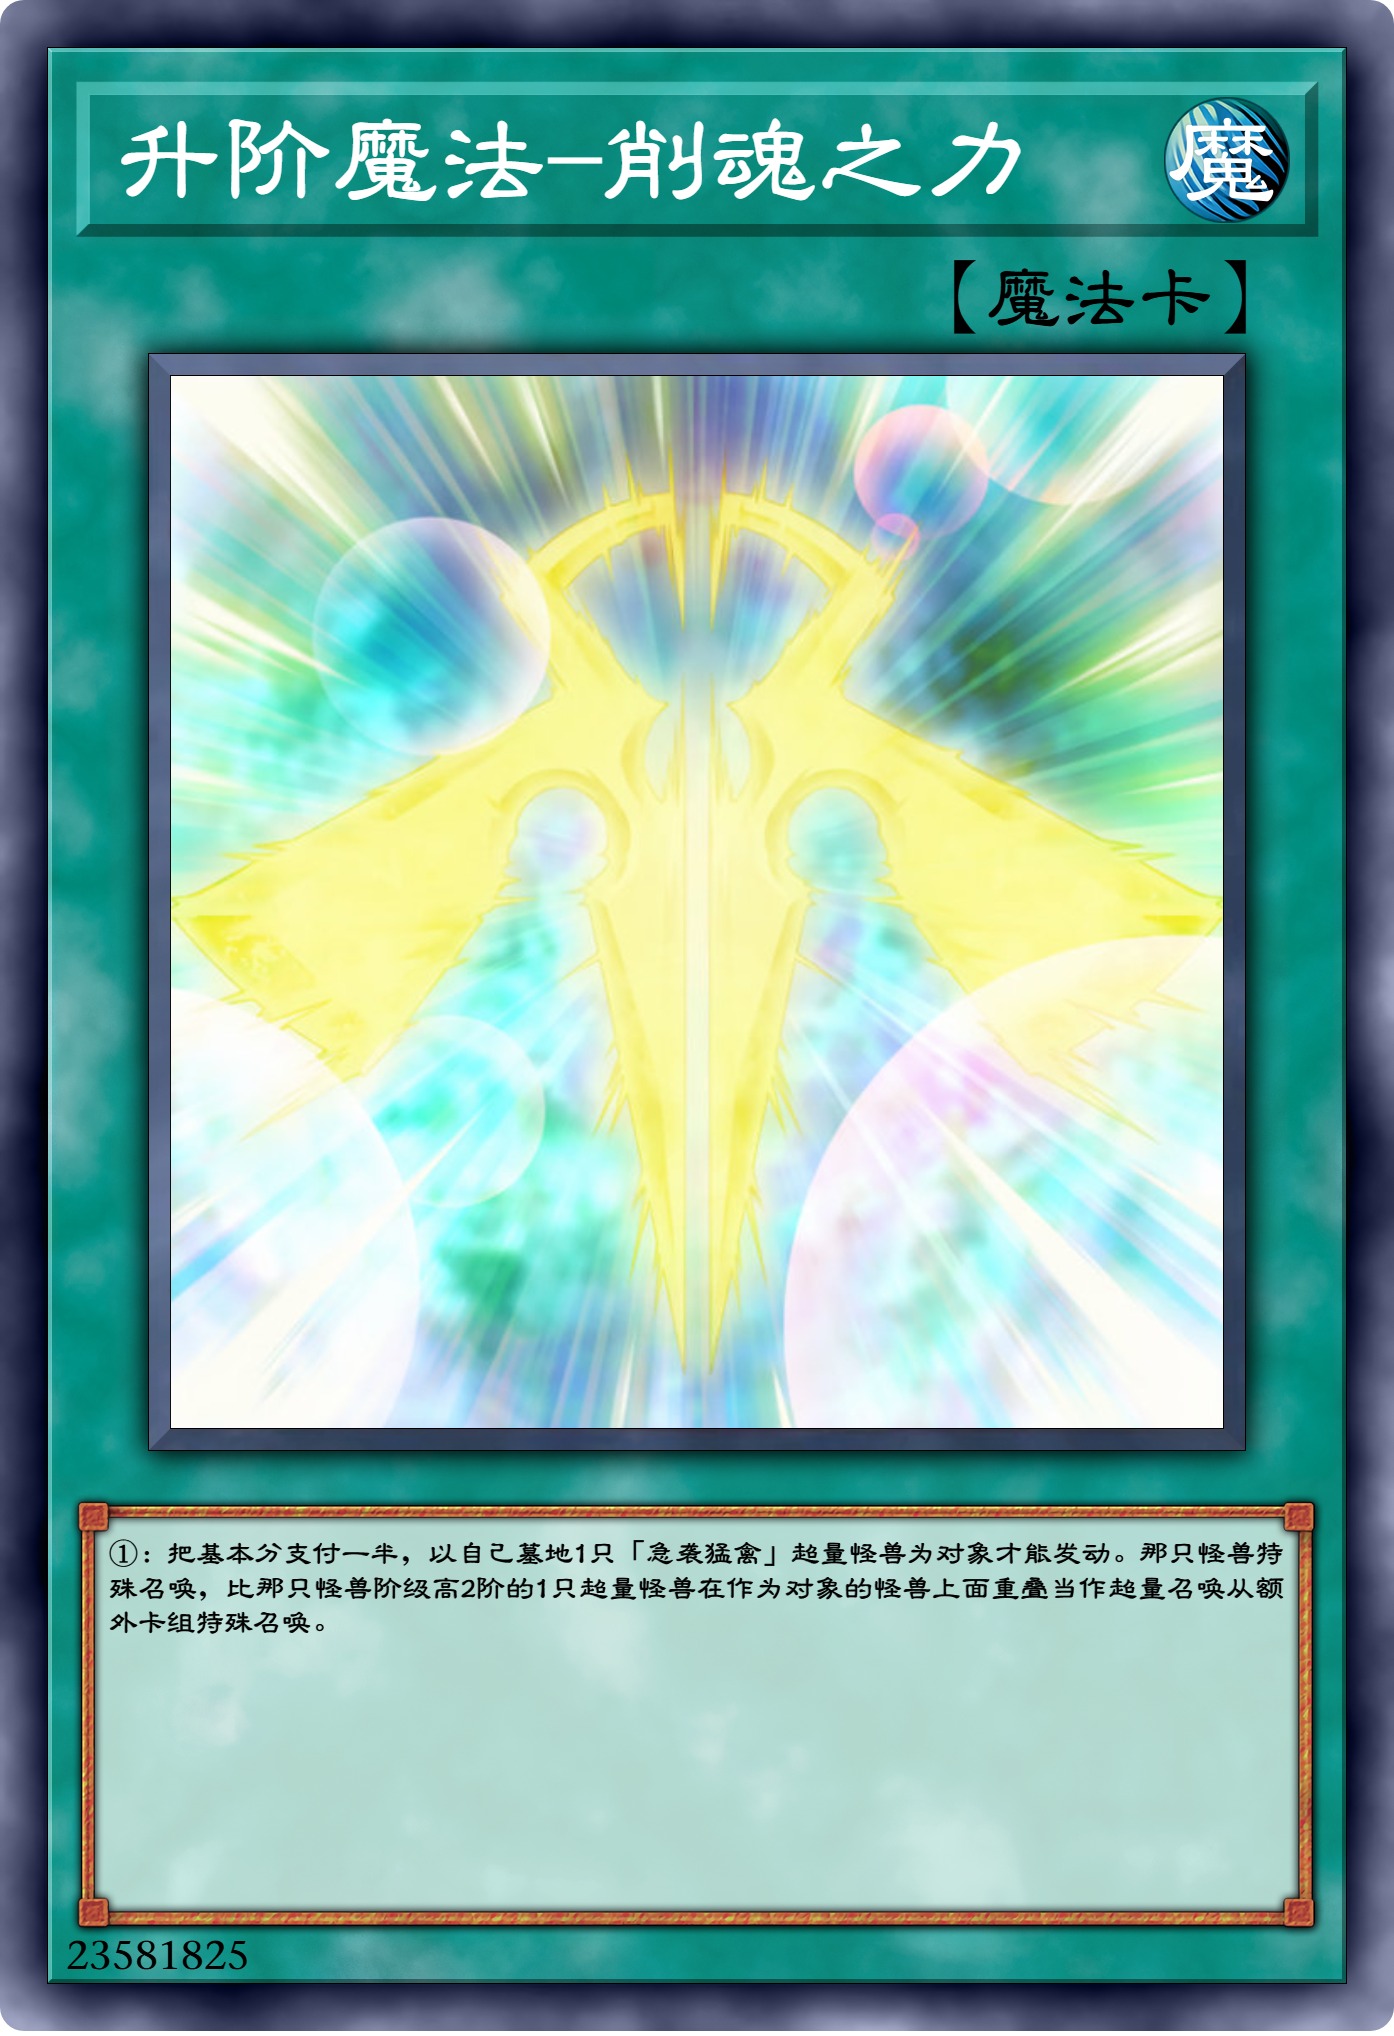 升阶魔法-削魂之力
魔
【魔法卡】
①：把基本分支付一半，以自己墓地1只「急袭猛禽」超量怪兽为对象才能发动。那只怪兽特
殊召唤，比那只怪兽阶级高2阶的1只超量怪兽在作为对象的怪兽上面重叠当作超量召唤从额
外卡组特殊召唤。
23581825